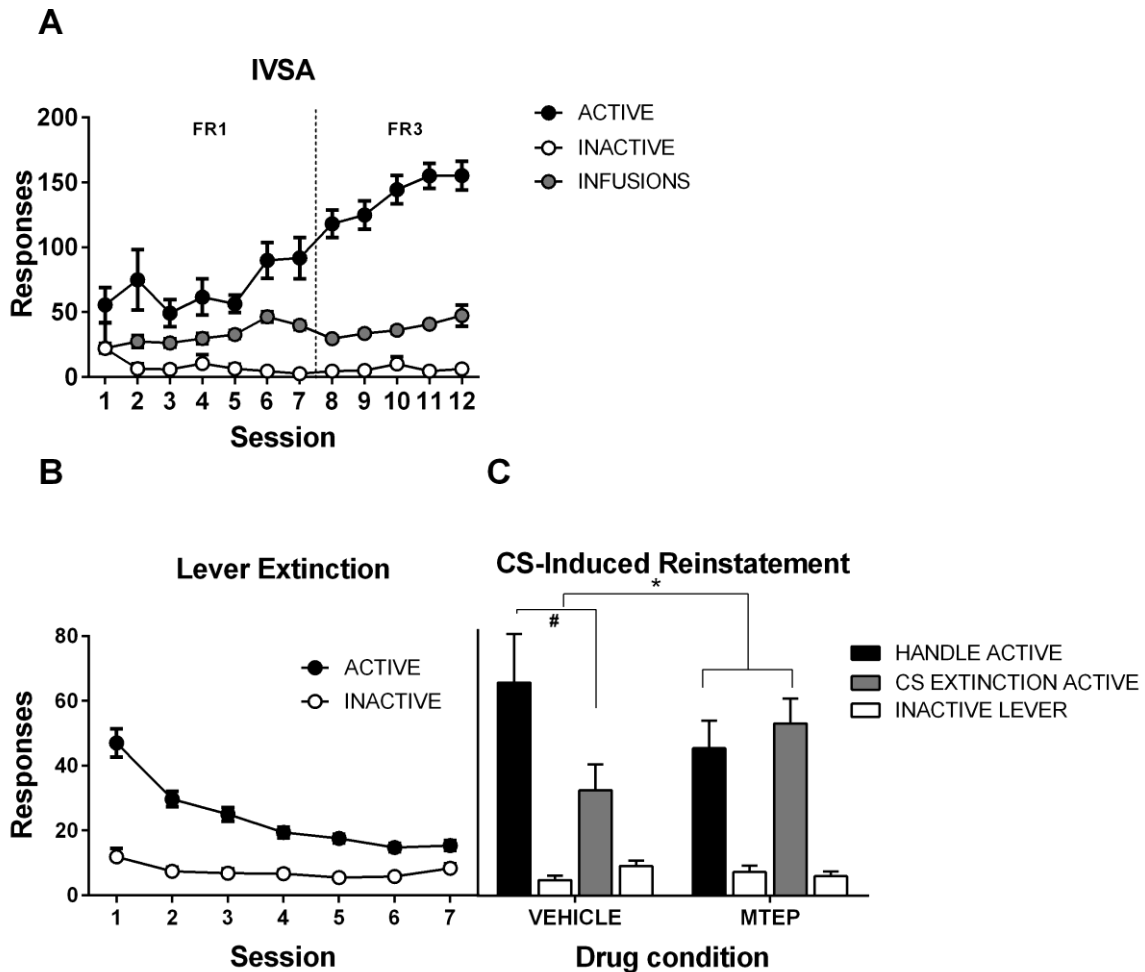 A
IVSA
FR1
FR3
200
150
100
50
0
Responses
1 2 3 4 5 6 7 8 9 10 11 12
Session
ACTIVE
INACTIVE
INFUSIONS
B
Lever Extinction
80
60
40
20
0
Responses
ACTIVE
INACTIVE
1 2 3 4 5 6 7
Session
C
CS-Induced Reinstatement
*
#
VEHICLE MTEP
Drug condition
HANDLE ACTIVE
CS EXTINCTION ACTIVE
INACTIVE LEVER